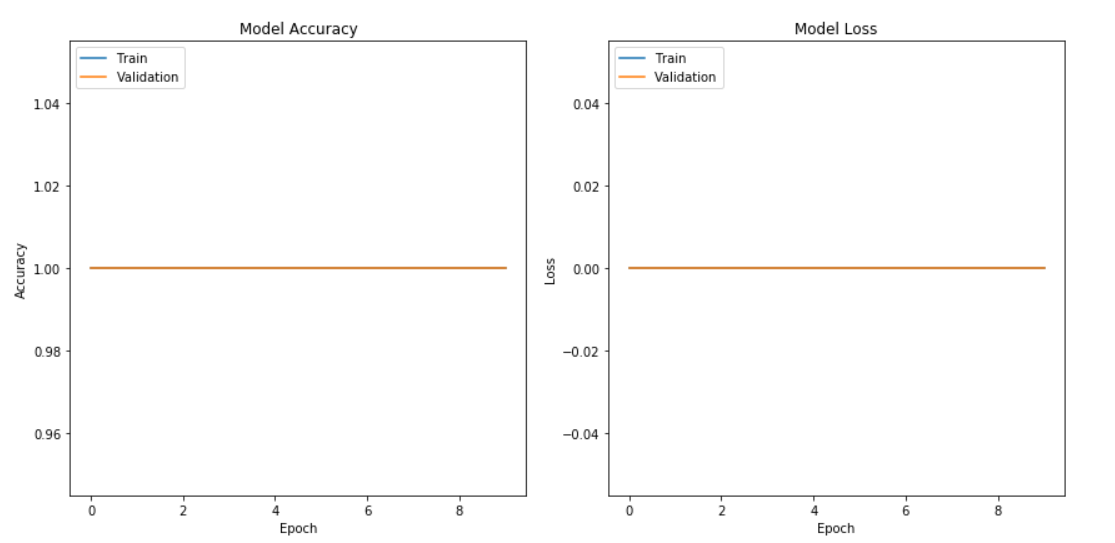 Model Accuracy
Train
Validation
1.04
1.02
1.00
0.98
0.96
Accuracy
0 2 4 6 8
Epoch
Model Loss
Train
Validation
0.04
0.02
0.00
−0.02
−0.04
Loss
0 2 4 6 8
Epoch